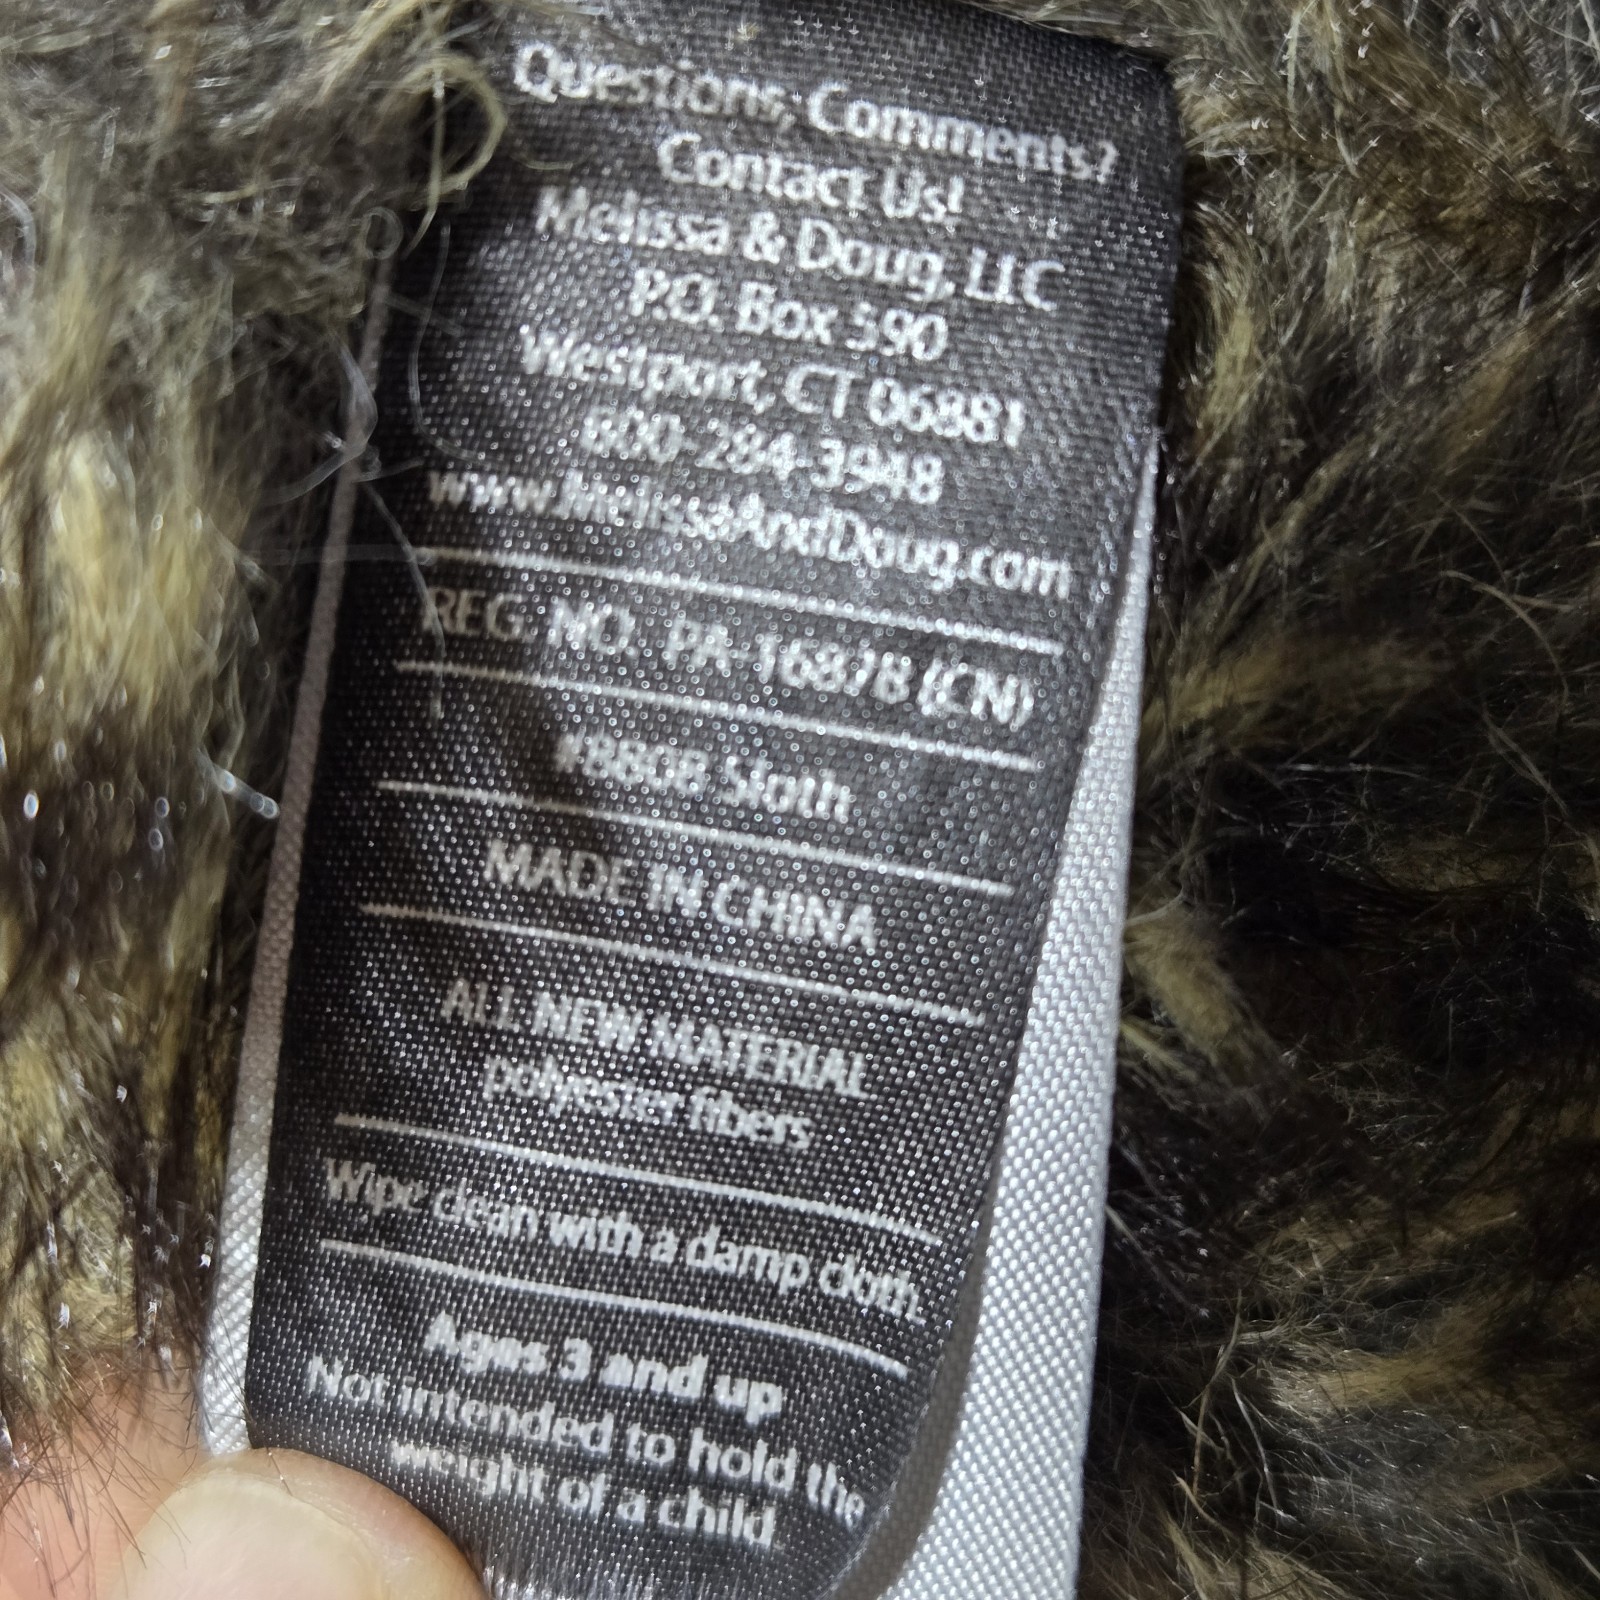 Questions, Comments?
Contact Us!
Melissa & Doug, LLC
P.O. Box 590
Westport, CT 06881
800-284-3948
www.MelissaAndDoug.com
REG. NO. PA-16878 (CN)
#8808 Sloth
MADE IN CHINA
ALL NEW MATERIAL
polyester fibers
Wipe clean with a damp cloth.
Ages 3 and up
Not intended to hold the
weight of a child.